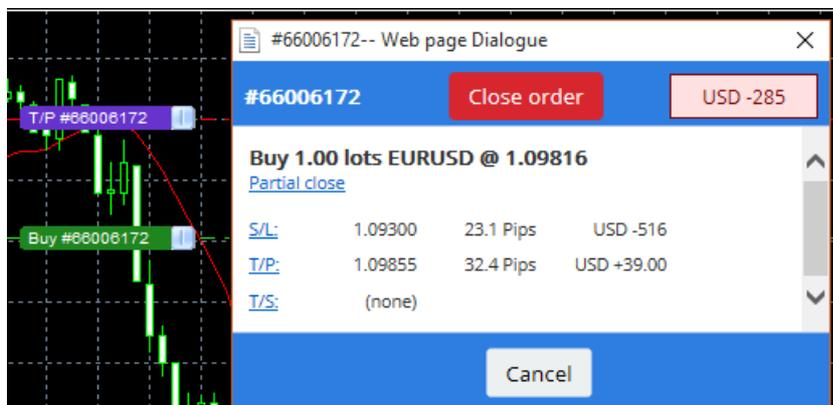 #66006172-- Web page Dialogue
#66006172 Close order USD -285
T/P #66006172
Buy 1.00 lots EURUSD @ 1.09816
Partial close
Buy #66006172
S/L: 1.09300 23.1 Pips USD -516
T/P: 1.09855 32.4 Pips USD +39.00
T/S: (none)
Cancel